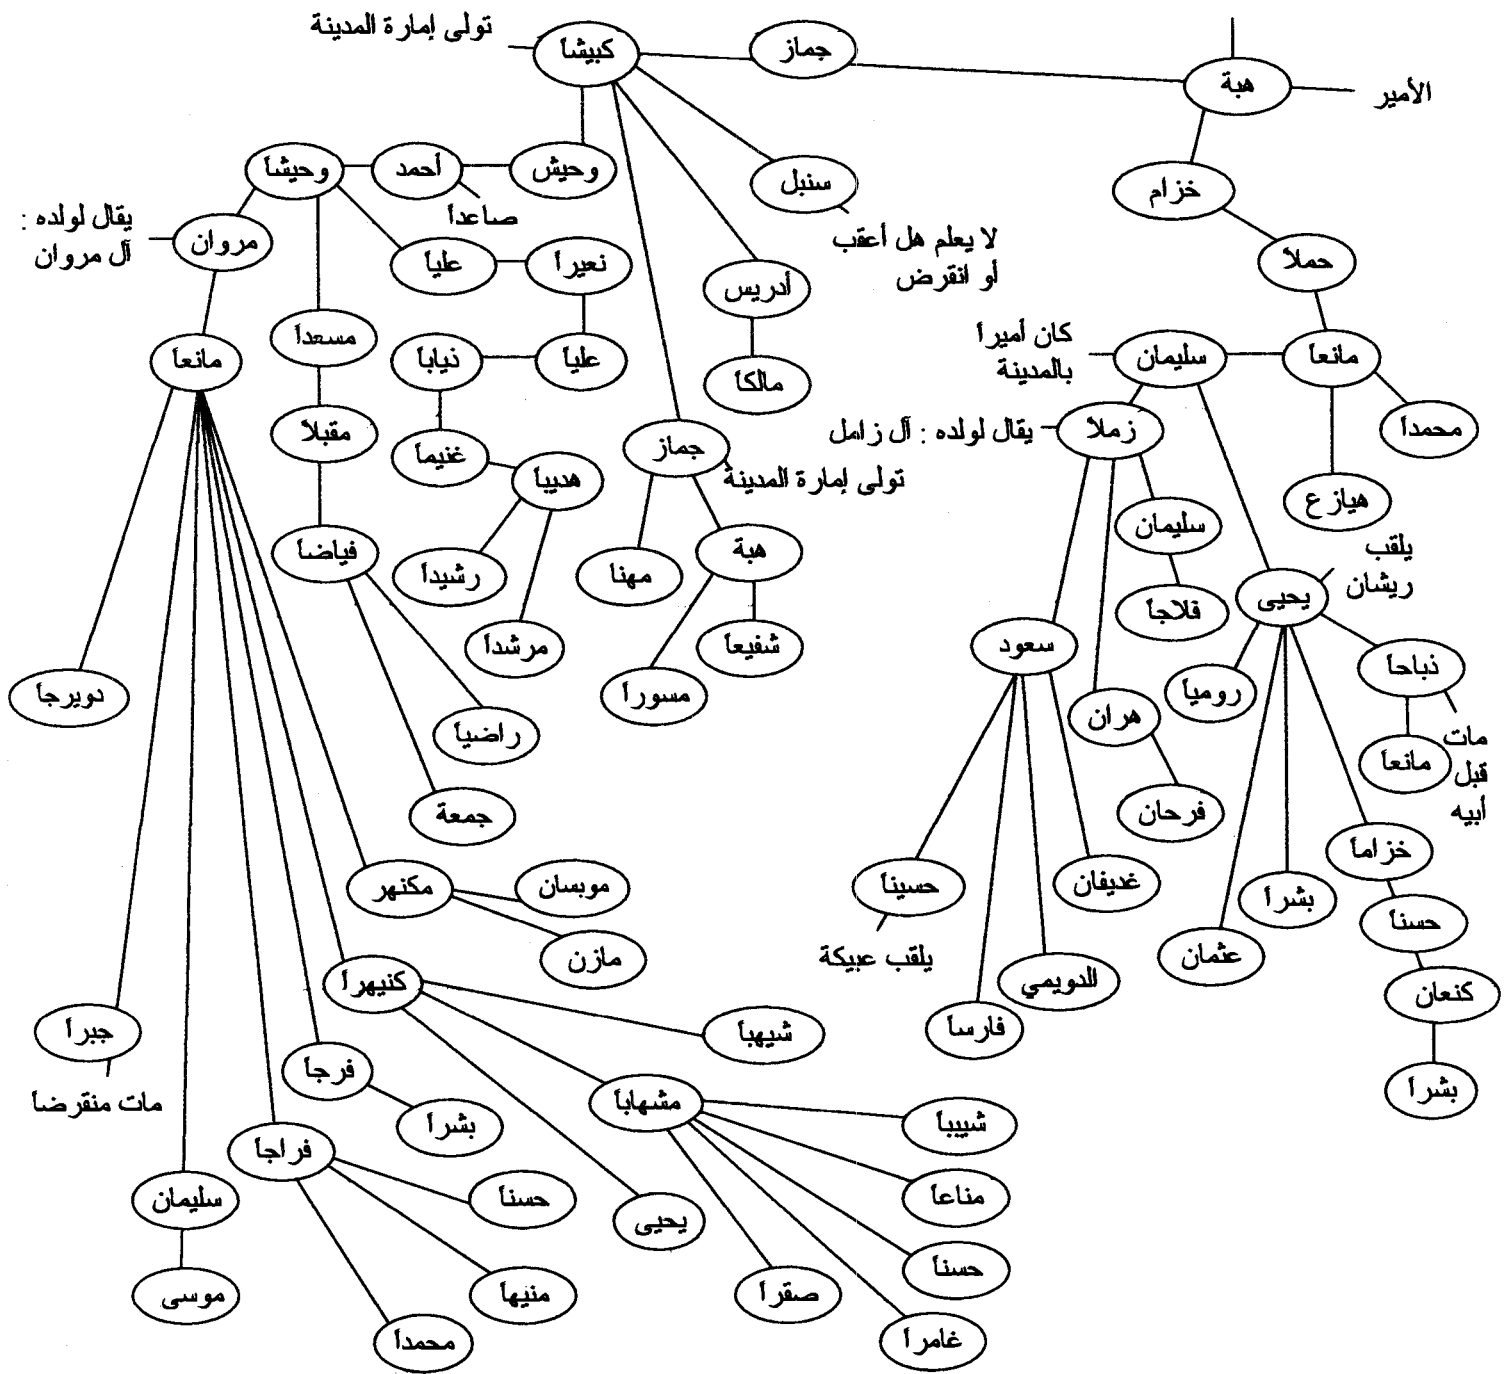 تولى إمارة المدينة
كبيشاً
جماز
هبة
الأمير
وحيشاً
أحمد
وحيش
سنبل
خزام
صاعداً
يقال لولده :
آل مروان
مروان
علياً
نعيراً
لا يعلم هل أعقب
أو انقرض
حملاً
أدريس
مسعداً
مانعاً
ذياباً
علياً
مالكاً
كان أميراً
بالمدينة
سليمان
مانعاً
محمداً
مقبلاً
غنيماً
جماز
يقال لولده : آل زامل
زملاً
هديبا
تولى إمارة المدينة
هيازع
فياضاً
رشيداً
مهنا
هبة
سليمان
يلقب
ريشان
يحيى
فلاجاً
مرشداً
شفيعاً
سعود
ذباحاً
دويرجاً
مسوراً
رومياً
راضياً
هران
مات
قبل
أبيه
مانعاً
جمعة
فرحان
خزاماً
مكنهر
موبسان
حسيناً
غديفان
بشراً
حسناً
مازن
يلقب عبيكة
عثمان
كنيهراً
الدويمي
كنعان
جبراً
شيهباً
فارساً
مات منقرضاً
فرجاً
مشهاباً
بشراً
بشراً
شبيباً
فراجاً
سليمان
حسناً
يحيى
مناعاً
حسناً
موسى
منيهاً
صقراً
محمداً
غامراً